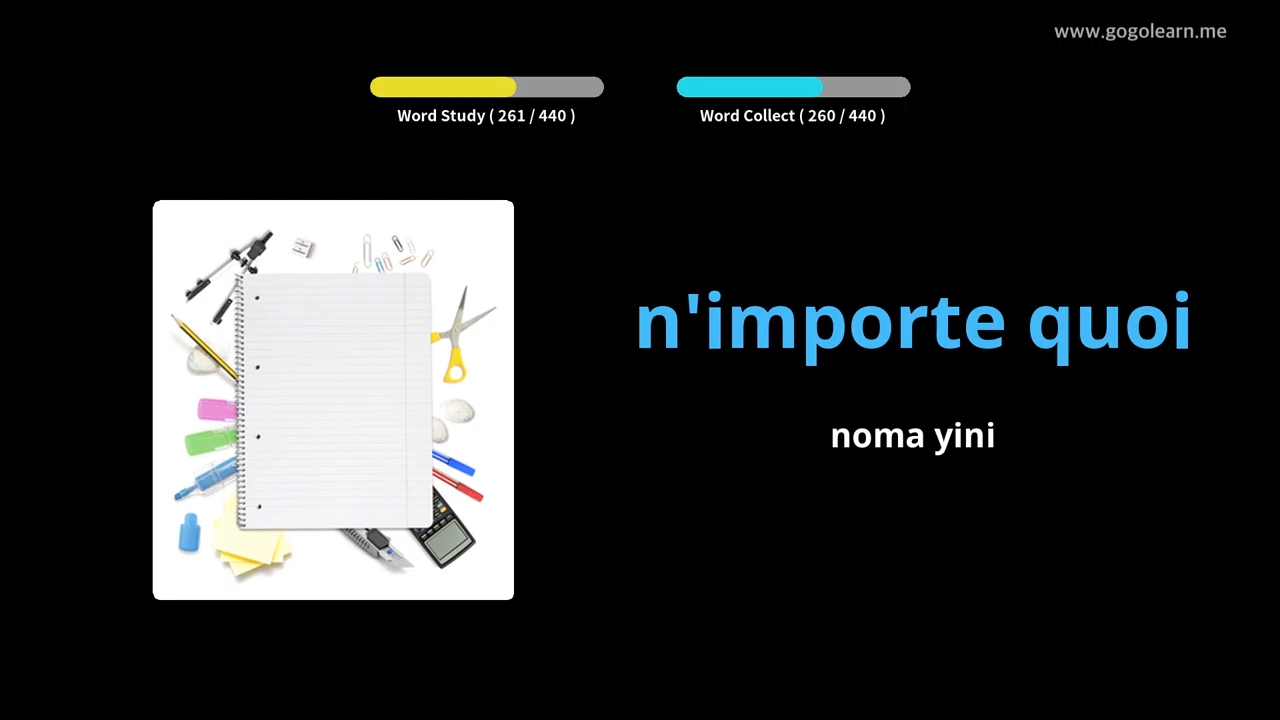 www.gogolearn.me
Word Study ( 261 / 440 )
Word Collect ( 260 / 440 )
n'importe quoi
noma yini